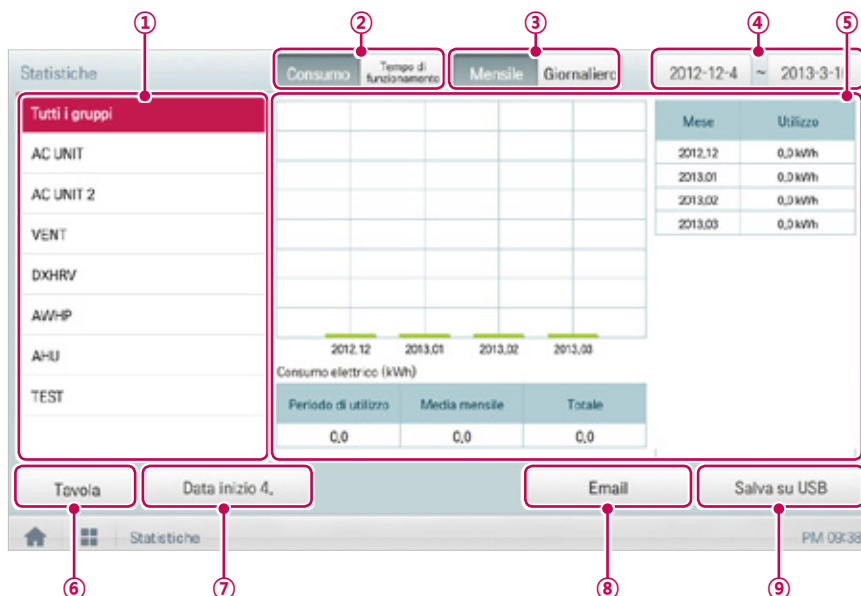 ① ② ③ ④ ⑤
Statistiche
Consumo
Tempo di
funzionamento
Mensile
Giornaliero
2012-12-4 ~ 2013-3-10
Tutti i gruppi
AC UNIT
AC UNIT 2
VENT
DXHRV
AWHP
AHU
TEST
2012.12 2013.01 2013.02 2013.03
Consumo elettrico (kWh)
Periodo di utilizzo Media mensile Totale
0,0 0,0 0,0
Mese Utilizzo
2012.12 0,0 kWh
2013.01 0,0 kWh
2013.02 0,0 kWh
2013.03 0,0 kWh
Tavola
Data inizio 4.
Email
Salva su USB
Statistiche
PM 09:38
⑥ ⑦ ⑧ ⑨